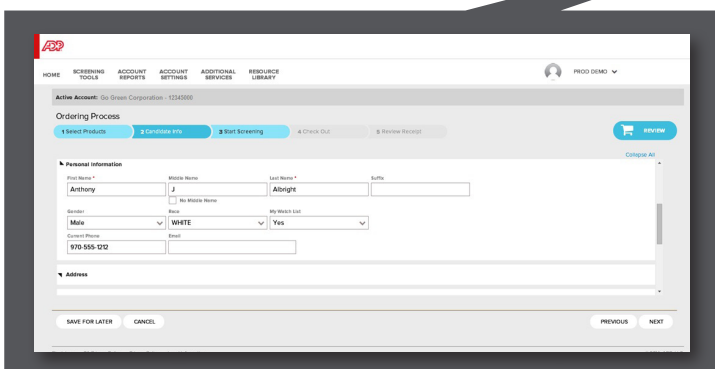 ADP
HOME SCREENING TOOLS ACCOUNT REPORTS ACCOUNT SETTINGS ADDITIONAL SERVICES RESOURCE LIBRARY PROD DEMO
Active Account: Go Green Corporation - 12345000
Ordering Process
1 Select Products 2 Candidate Info 3 Start Screening 4 Check Out 5 Review Receipt REVIEW
Collapse All
Personal Information
First Name * Middle Name Last Name * Suffix
Anthony J Albright
No Middle Name
Gender Race My Watch List
Male WHITE Yes
Current Phone Email
970-555-1212
Address
SAVE FOR LATER CANCEL PREVIOUS NEXT